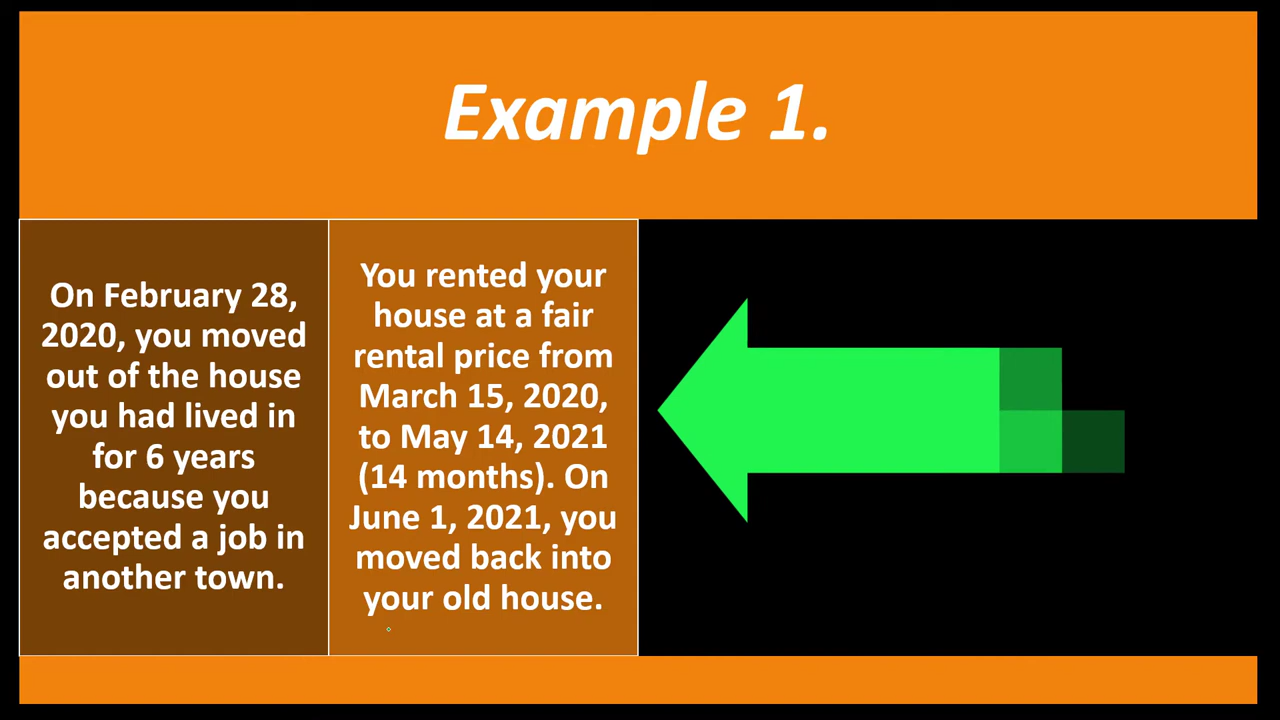 Example 1.
On February 28,
2020, you moved
out of the house
you had lived in
for 6 years
because you
accepted a job in
another town.
You rented your
house at a fair
rental price from
March 15, 2020,
to May 14, 2021
(14 months). On
June 1, 2021, you
moved back into
your old house.